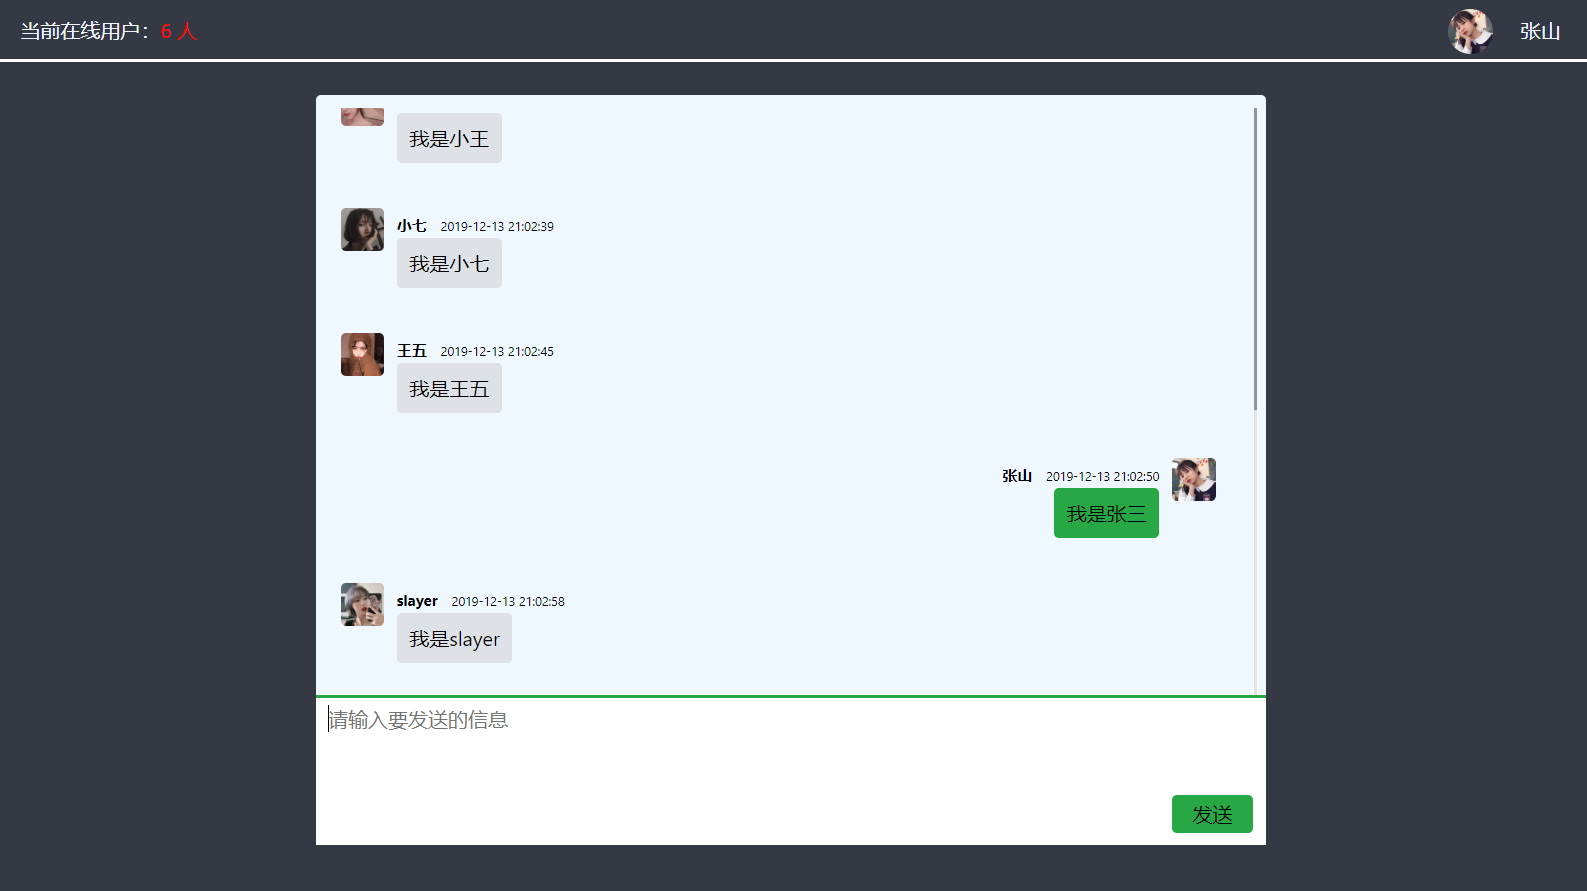 当前在线用户：6 人
张山
我是小王
小七 2019-12-13 21:02:39
我是小七
王五 2019-12-13 21:02:45
我是王五
张山 2019-12-13 21:02:50
我是张三
slayer 2019-12-13 21:02:58
我是slayer
请输入要发送的信息
发送